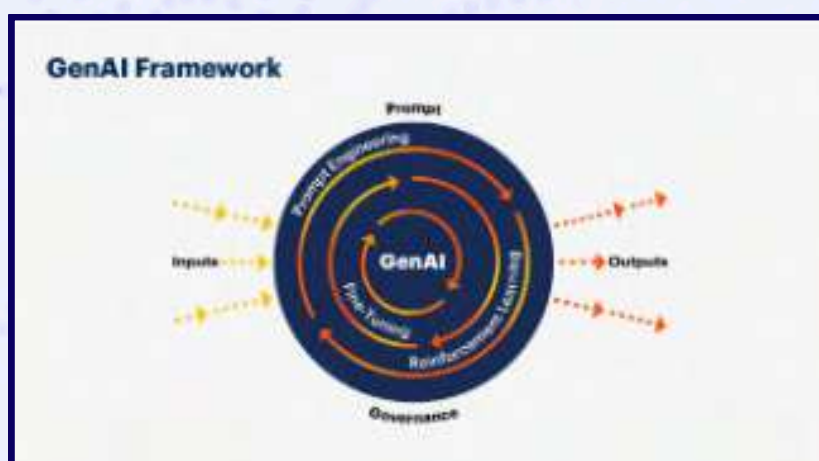 GenAI Framework
Prompt
Prompt Engineering
Inputs
GenAI
Outputs
Fine-Tuning
Reinforcement Learning
Governance